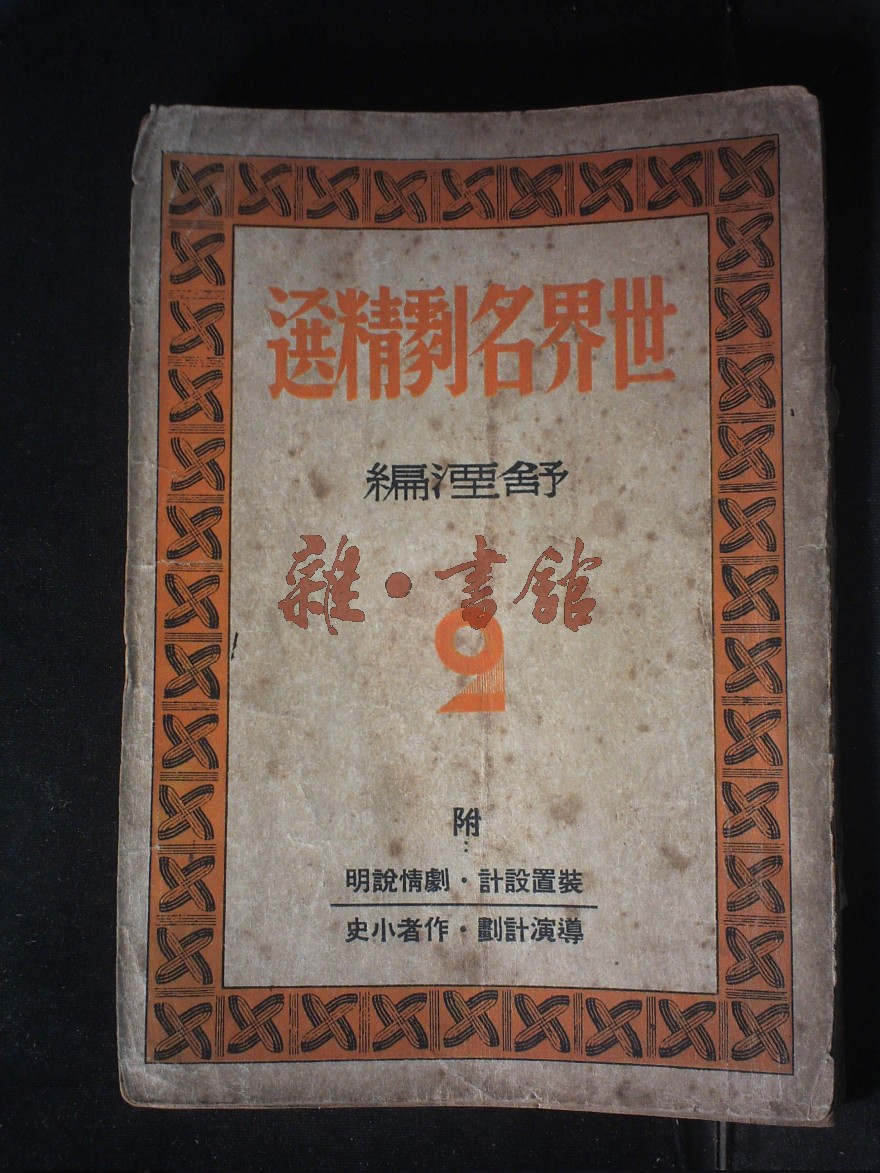 世界名劇精選
舒湮編
雜·書館
2
附：
裝置設計·劇情說明
導演計劃·作者小史